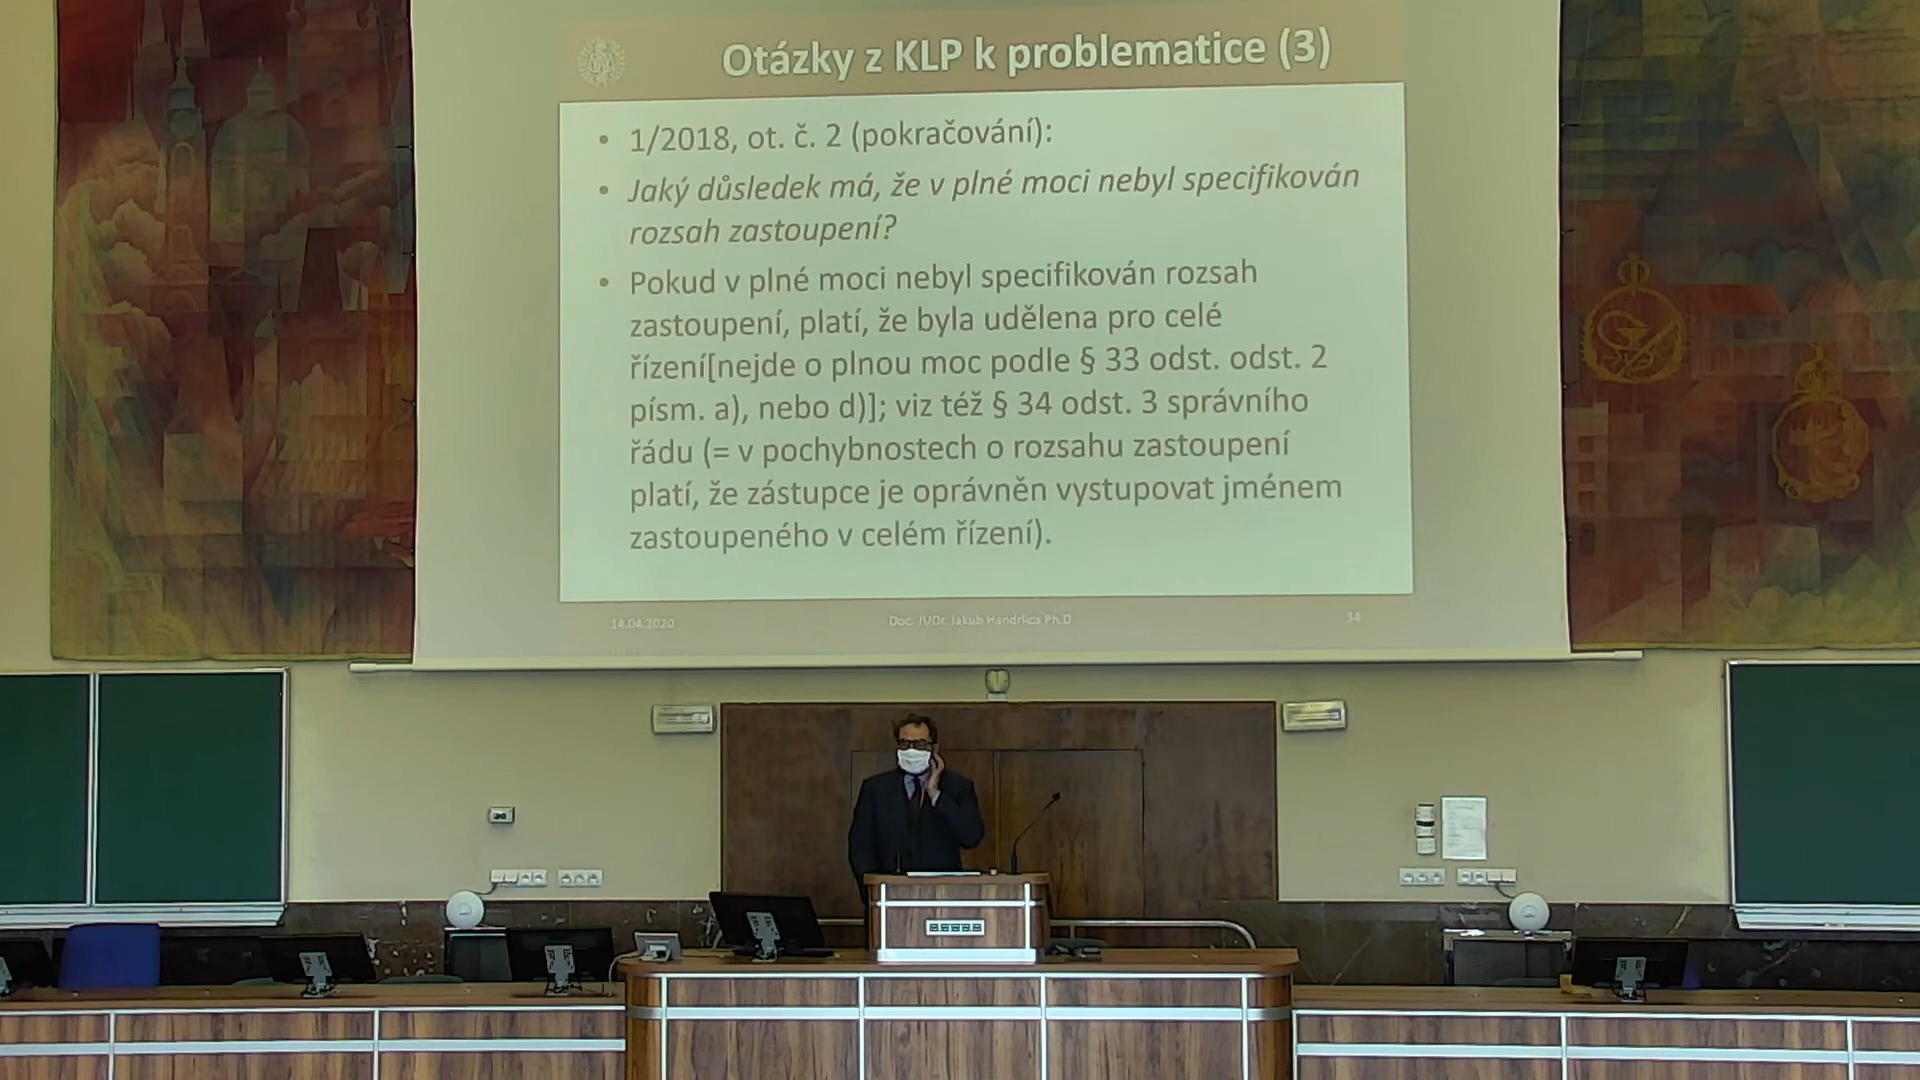 Otázky z KLP k problematice (3)
• 1/2018, ot. č. 2 (pokračování):
• Jaký důsledek má, že v plné moci nebyl specifikován
rozsah zastoupení?
• Pokud v plné moci nebyl specifikován rozsah
zastoupení, platí, že byla udělena pro celé
řízení[nejde o plnou moc podle § 33 odst. odst. 2
písm. a), nebo d)]; viz též § 34 odst. 3 správního
řádu (= v pochybnostech o rozsahu zastoupení
platí, že zástupce je oprávněn vystupovat jménem
zastoupeného v celém řízení).
14.04.2020 Doc. JUDr. Jakub Handrlica Ph.D 34